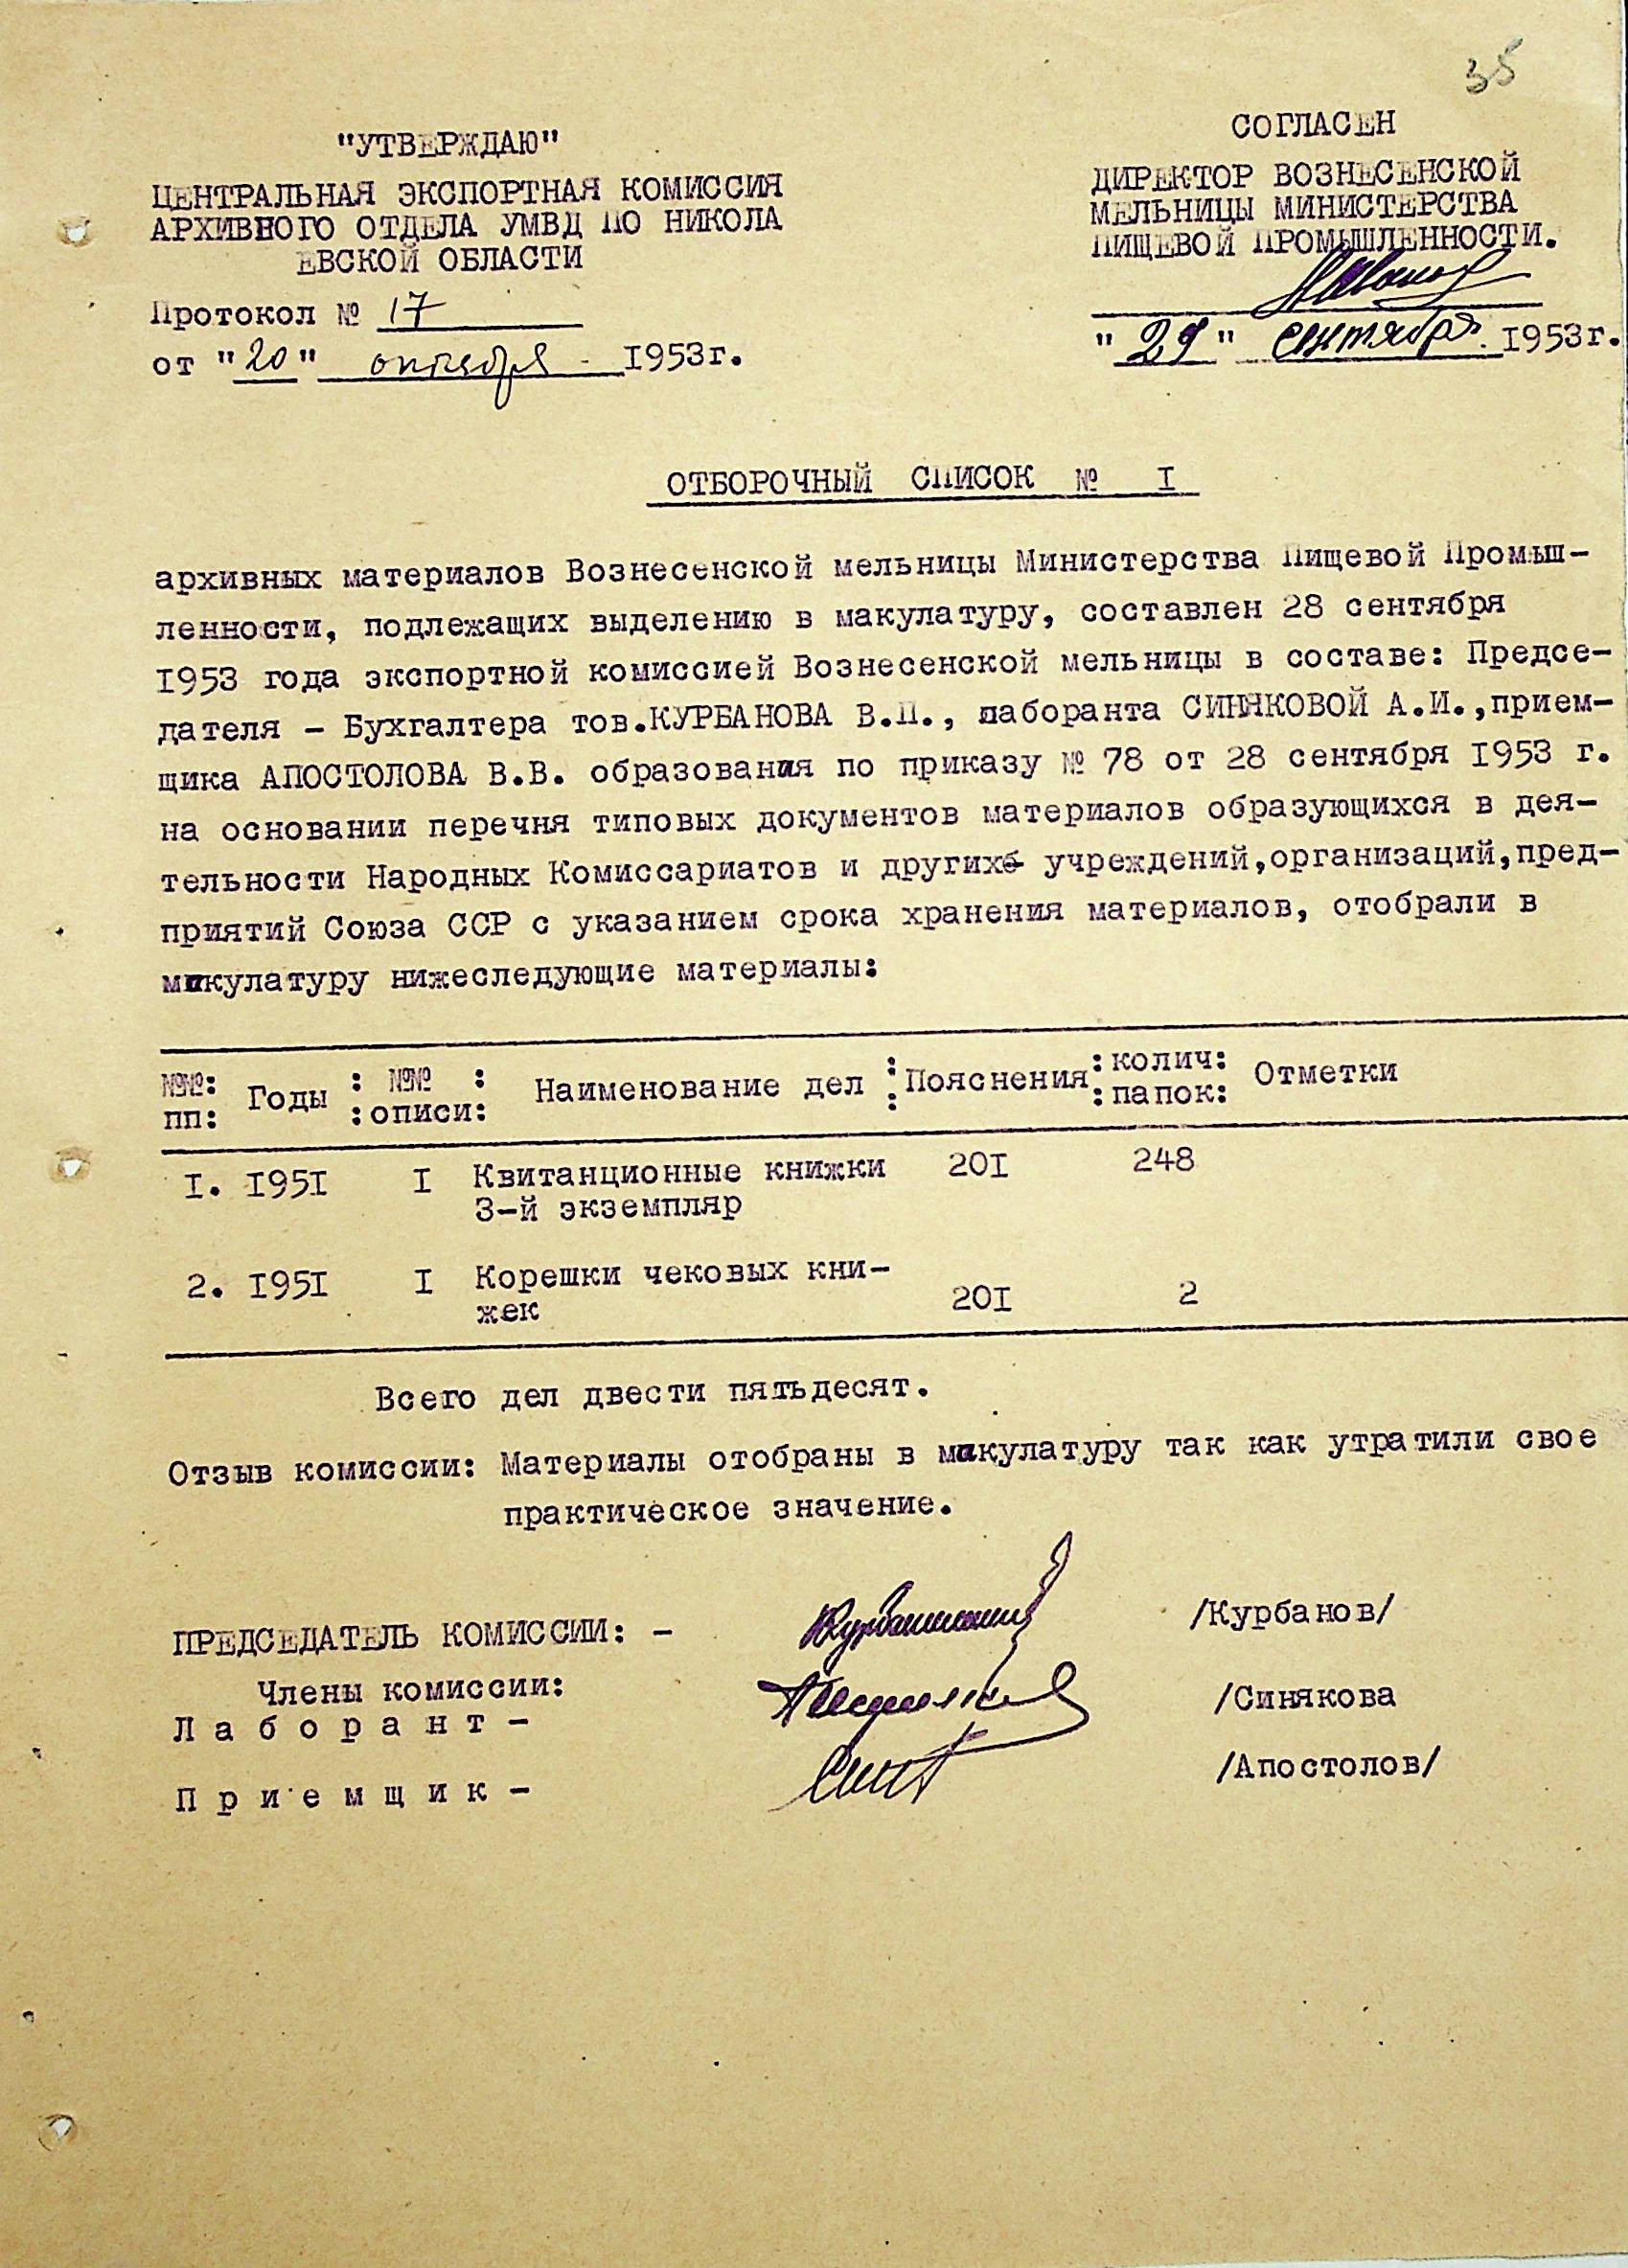 35
"УТВЕРЖДАЮ"
ЦЕНТРАЛЬНАЯ ЭКСПОРТНАЯ КОМИССИЯ
АРХИВНОГО ОТДЕЛА УМВД ПО НИКОЛА
ЕВСКОЙ ОБЛАСТИ
Протокол № 17
от "20" октября 1953г.
СОГЛАСЕН
ДИРЕКТОР ВОЗНЕСЕНСКОЙ
МЕЛЬНИЦЫ МИНИСТЕРСТВА
ПИЩЕВОЙ ПРОМЫШЛЕННОСТИ.
"29" сентября 1953г.
ОТБОРОЧНЫЙ СПИСОК № I
архивных материалов Вознесенской мельницы Министерства Пищевой Промыш-
ленности, подлежащих выделению в макулатуру, составлен 28 сентября
1953 года экспортной комиссией Вознесенской мельницы в составе: Предсе-
дателя - Бухгалтера тов.КУРБАНОВА В.П., лаборанта СИНЯКОВОЙ А.И.,прием-
щика АПОСТОЛОВА В.В. образования по приказу № 78 от 28 сентября I953 г.
на основании перечня типовых документов материалов образующихся в дея-
тельности Народных Комиссариатов и других учреждений,организаций,пред-
приятий Союза ССР с указанием срока хранения материалов, отобрали в
макулатуру нижеследующие материалы:
№№: Годы : №№ : Наименование дел : Пояснения : колич: Отметки
пп: : описи: : : папок:
I. I95I I Квитанционные книжки 20I 248
3-й экземпляр
2. I95I I Корешки чековых кни-
жек 20I 2
Всего дел двести пятьдесят.
Отзыв комиссии: Материалы отобраны в макулатуру так как утратили свое
практическое значение.
ПРЕДСЕДАТЕЛЬ КОМИССИИ: - /Курбанов/
Члены комиссии:
Лаборант - /Синякова
Приемщик - /Апостолов/